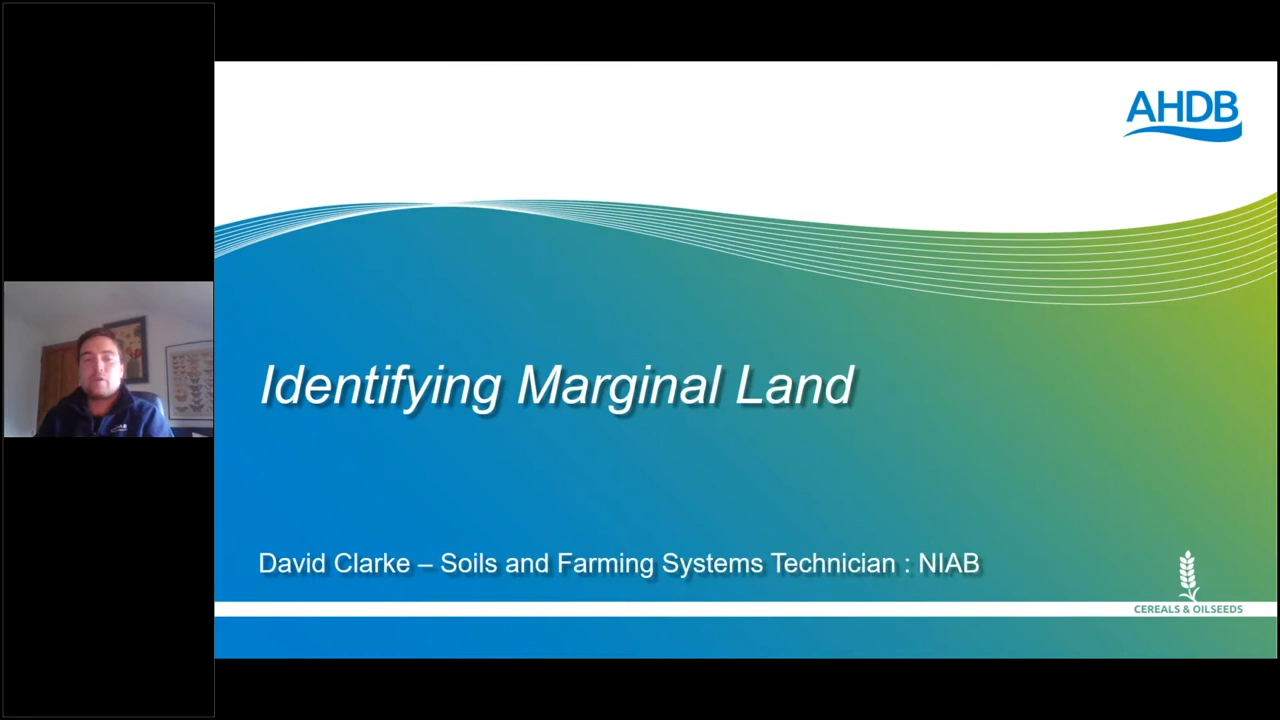 AHDB
Identifying Marginal Land
David Clarke – Soils and Farming Systems Technician : NIAB
CEREALS & OILSEEDS